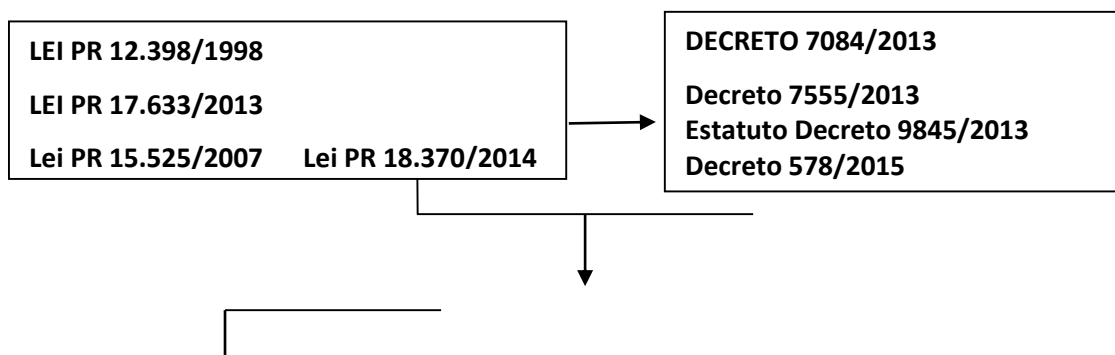 LEI PR 12.398/1998
LEI PR 17.633/2013
Lei PR 15.525/2007 Lei PR 18.370/2014
DECRETO 7084/2013
Decreto 7555/2013
Estatuto Decreto 9845/2013
Decreto 578/2015